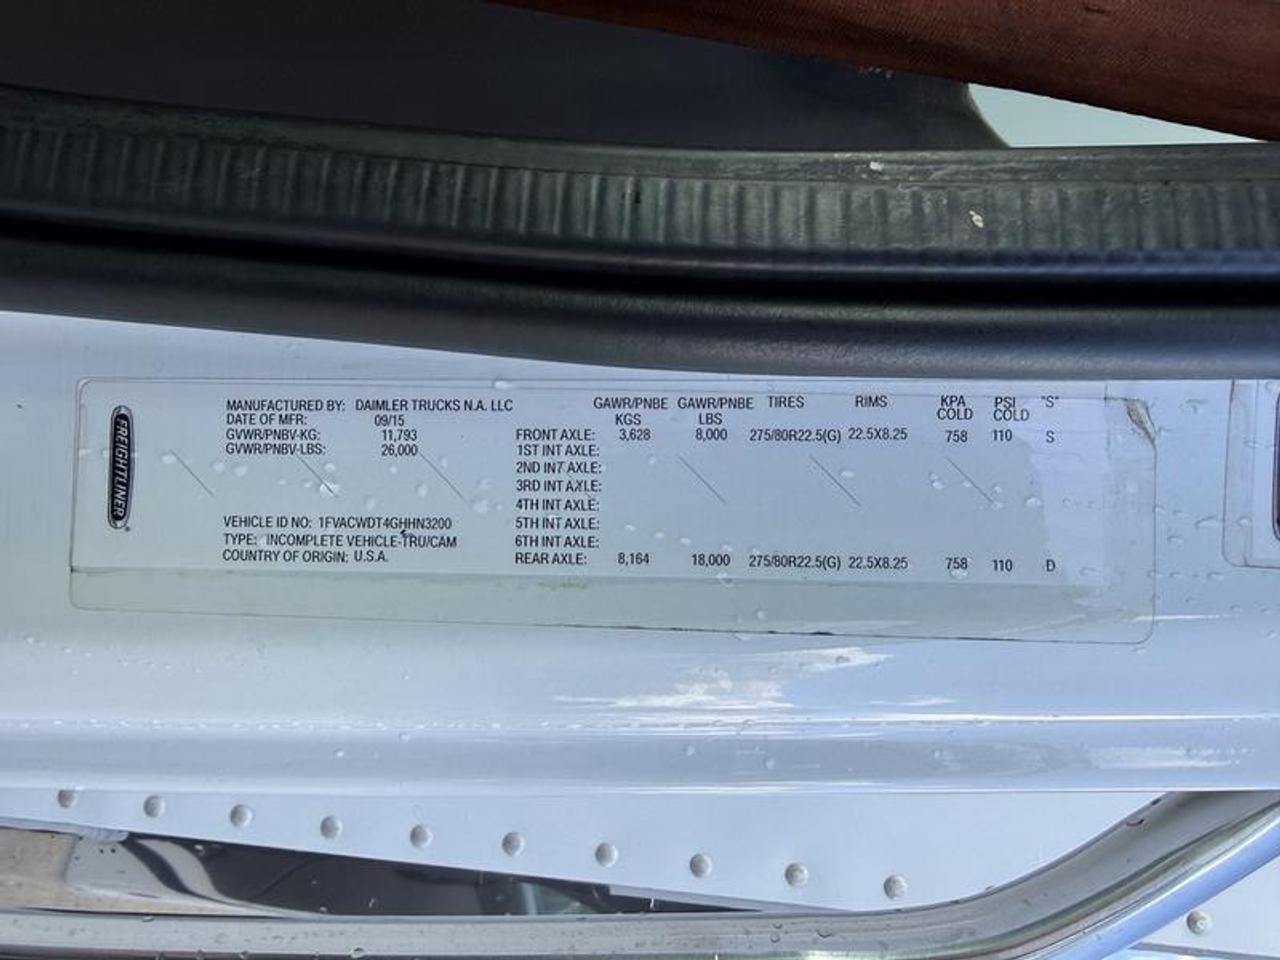 FREIGHTLINER
MANUFACTURED BY: DAIMLER TRUCKS N.A. LLC
DATE OF MFR: 09/15
GVWR/PNBV-KG: 11,793
GVWR/PNBV-LBS: 26,000
VEHICLE ID NO: 1FVACWDT4GHHN3200
TYPE: INCOMPLETE VEHICLE-TRU/CAM
COUNTRY OF ORIGIN: U.S.A.
GAWR/PNBE KGS GAWR/PNBE LBS TIRES RIMS KPA COLD PSI COLD "S"
FRONT AXLE: 3,628 8,000 275/80R22.5(G) 22.5X8.25 758 110 S
1ST INT AXLE:
2ND INT AXLE:
3RD INT AXLE:
4TH INT AXLE:
5TH INT AXLE:
6TH INT AXLE:
REAR AXLE: 8,164 18,000 275/80R22.5(G) 22.5X8.25 758 110 D